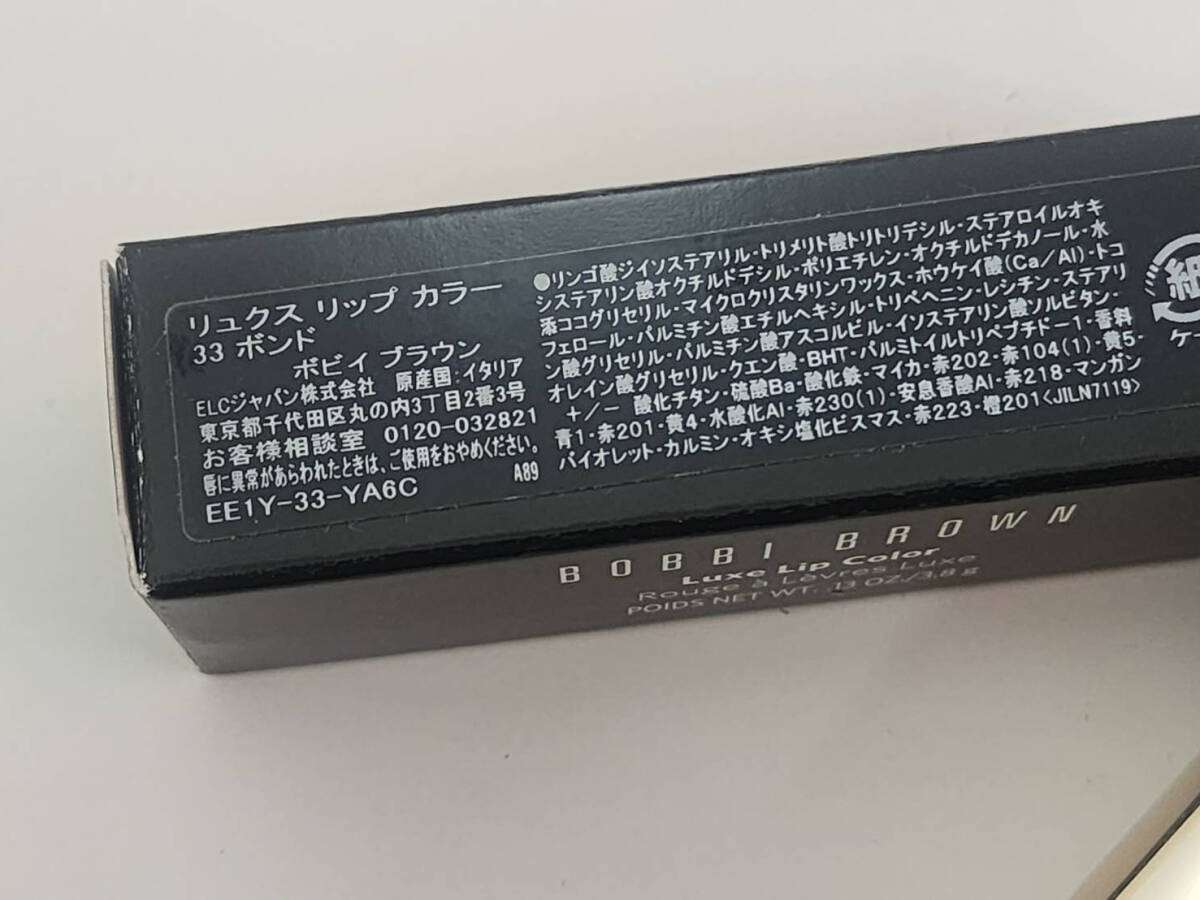 リュクス リップ カラー
33 ボンド
ボビイ ブラウン
ELCジャパン株式会社 原産国:イタリア
東京都千代田区丸の内3丁目2番3号
お客様相談室 0120-032821
唇に異常があらわれたときは、ご使用をおやめください。
EE1Y-33-YA6C
A89
●リンゴ酸ジイソステアリル・トリメリト酸トリトリデシル・ステアロイルオキ
システアリン酸オクチルドデシル・ポリエチレン・オクチルドデカノール・水
添ココグリセリル・マイクロクリスタリンワックス・ホウケイ酸(Ca/Al)・トコ
フェロール・パルミチン酸エチルヘキシル・トリベヘニン・レシチン・ステアリ
ン酸グリセリル・パルミチン酸アスコルビル・イソステアリン酸ソルビタン・
オレイン酸グリセリル・クエン酸・BHT・パルミトイルトリペプチド-1・香料
+/- 酸化チタン・硫酸Ba・酸化鉄・マイカ・赤202・赤104(1)・黄5・
青1・赤201・黄4・水酸化Al・赤230(1)・安息香酸Al・赤218・マンガン
バイオレット・カルミン・オキシ塩化ビスマス・赤223・橙201<JILN7119>
紙
ケー
BOBBI BROWN
Luxe Lip Color
Rouge à Lèvres Luxe
POIDS NET WT. .13 OZ/3.8 g